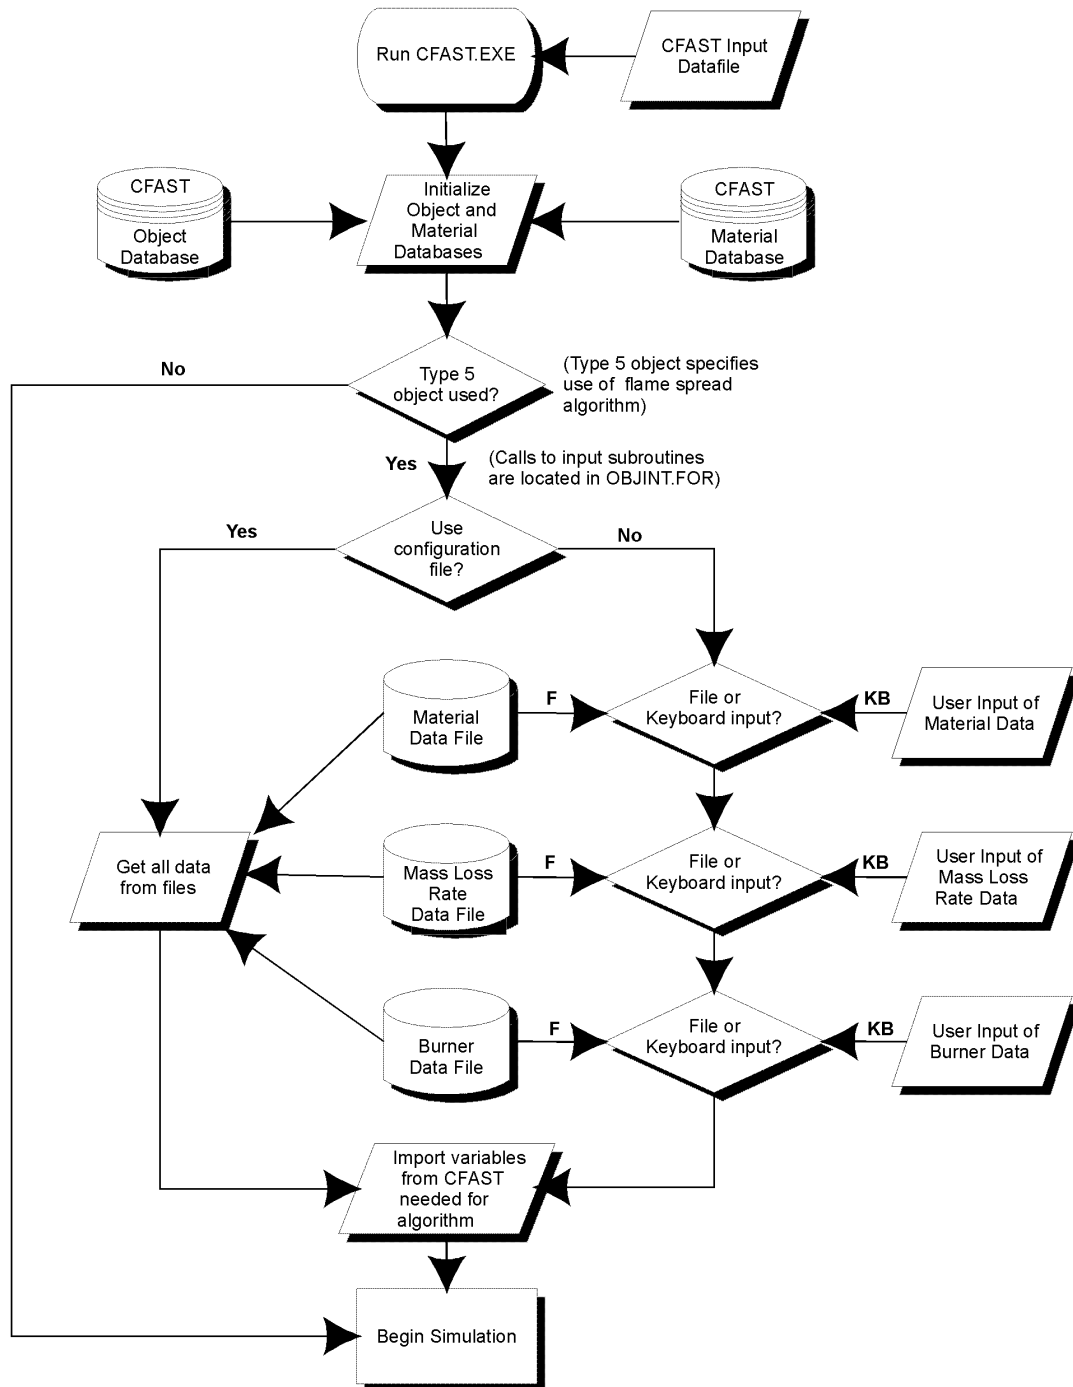 Run CFAST.EXE
CFAST Input
Datafile
CFAST
Object
Database
Initialize
Object and
Material
Databases
CFAST
Material
Database
No
Type 5
object used?
(Type 5 object specifies
use of flame spread
algorithm)
Yes
(Calls to input subroutines
are located in OBJINT.FOR)
Yes
Use
configuration
file?
No
Material
Data File
F
File or
Keyboard input?
KB
User Input of
Material Data
Get all data
from files
Mass Loss
Rate
Data File
F
File or
Keyboard input?
KB
User Input of
Mass Loss
Rate Data
Burner
Data File
F
File or
Keyboard input?
KB
User Input of
Burner Data
Import variables
from CFAST
needed for
algorithm
Begin Simulation